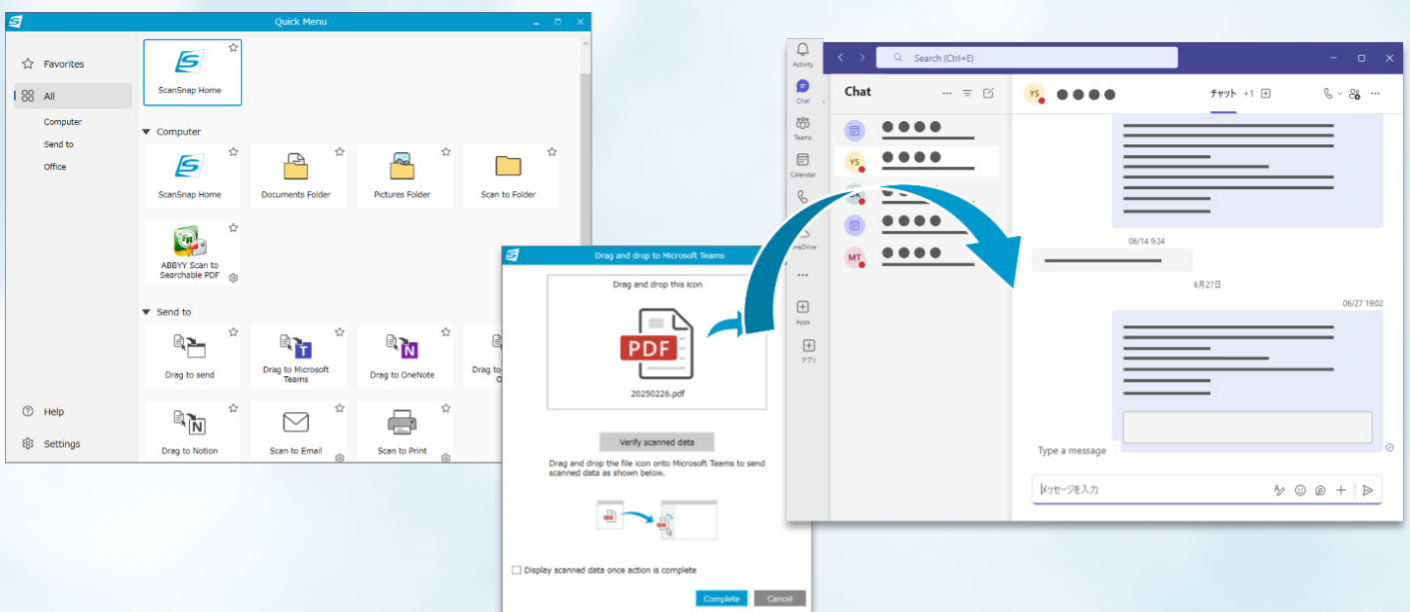 Quick Menu
Favorites
All
Computer
Send to
Office
Help
Settings
ScanSnap Home
Computer
ScanSnap Home
Documents Folder
Pictures Folder
Scan to Folder
ABBYY Scan to
Searchable PDF
Send to
Drag to send
Drag to Microsoft
Teams
Drag to OneNote
Drag to
Drag to Notion
Scan to Email
Scan to Print
Drag and drop to Microsoft Teams
Drag and drop this icon
PDF
20250226.pdf
Verify scanned data
Drag and drop the file icon onto Microsoft Teams to send
scanned data as shown below.
PDF
PDF
Display scanned data once action is complete
Complete
Cancel
Activity
Chat
Teams
Calendar
OneDrive
Apps
アプリ
Search (Ctrl+E)
Chat
YS
MT
YS
チャット +1
06/14 9:24
6月27日
06/27 19:02
Type a message
メッセージを入力